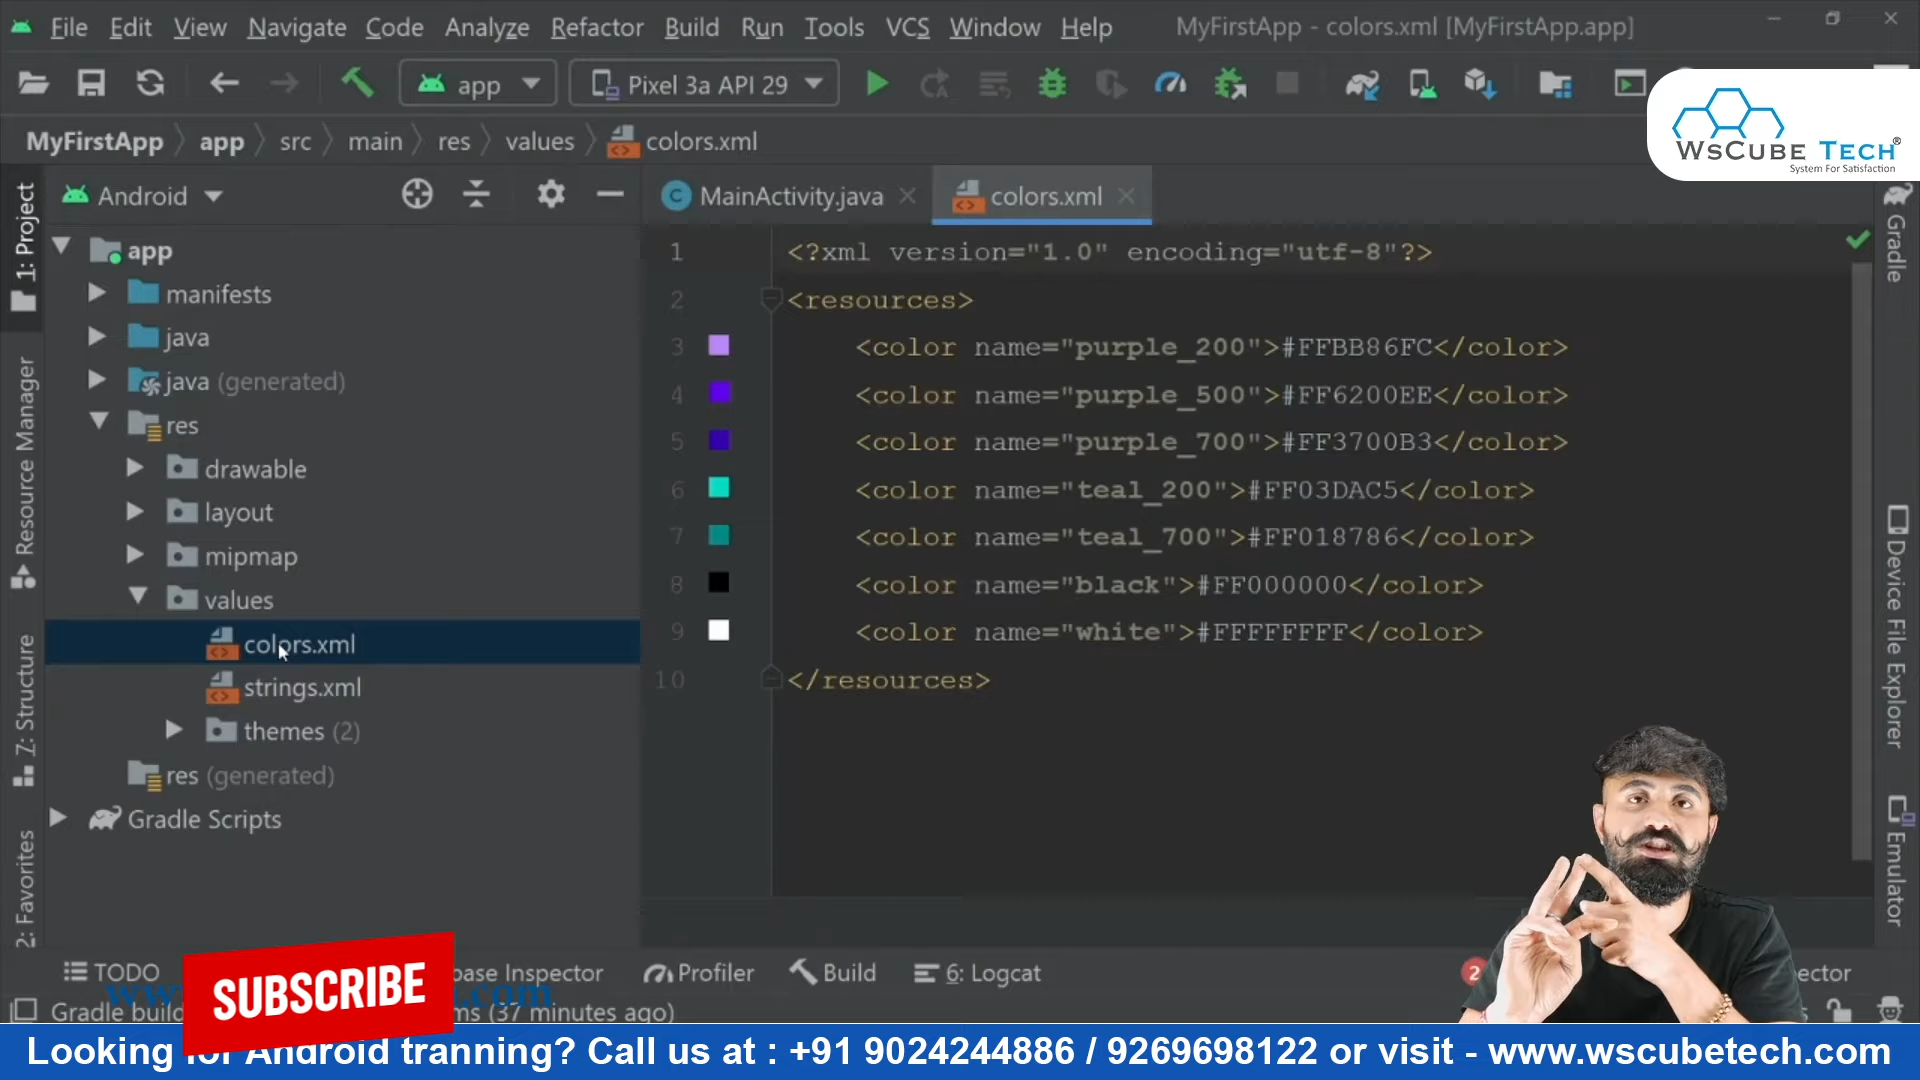 File Edit View Navigate Code Analyze Refactor Build Run Tools VCS Window Help MyFirstApp - colors.xml [MyFirstApp.app]
app Pixel 3a API 29
WsCube Tech®
System For Satisfaction
MyFirstApp app src main res values colors.xml
Android
MainActivity.java
colors.xml
1: Project
Resource Manager
7: Structure
2: Favorites
app
manifests
java
java (generated)
res
drawable
layout
mipmap
values
colors.xml
strings.xml
themes (2)
res (generated)
Gradle Scripts
1 <?xml version="1.0" encoding="utf-8"?>
2 <resources>
3 <color name="purple_200">#FFBB86FC</color>
4 <color name="purple_500">#FF6200EE</color>
5 <color name="purple_700">#FF3700B3</color>
6 <color name="teal_200">#FF03DAC5</color>
7 <color name="teal_700">#FF018786</color>
8 <color name="black">#FF000000</color>
9 <color name="white">#FFFFFFFF</color>
10 </resources>
Gradle
Device File Explorer
Emulator
TODO base Inspector Profiler Build 6: Logcat 2 ector
SUBSCRIBE
Gradle build ms (37 minutes ago)
Looking for Android tranning? Call us at : +91 9024244886 / 9269698122 or visit - www.wscubetech.com